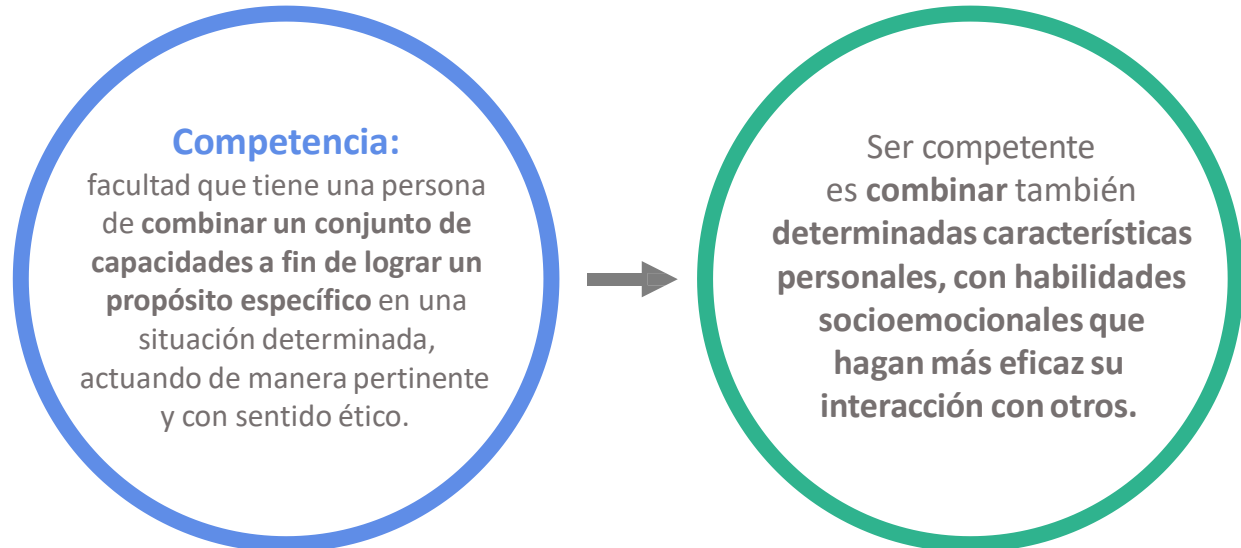 Competencia:
facultad que tiene una persona
de combinar un conjunto de
capacidades a fin de lograr un
propósito específico en una
situación determinada,
actuando de manera pertinente
y con sentido ético.
Ser competente
es combinar también
determinadas características
personales, con habilidades
socioemocionales que
hagan más eficaz su
interacción con otros.